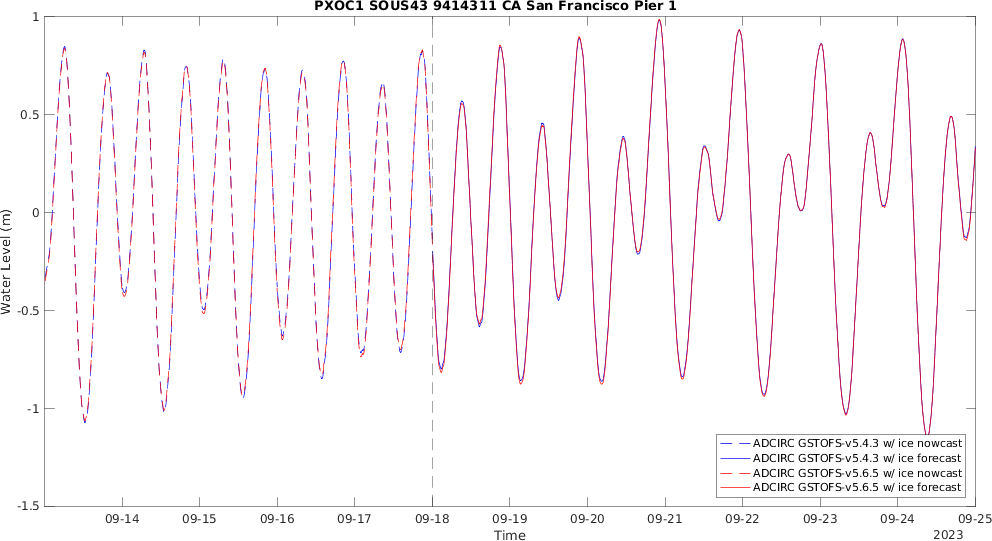 PXOC1 SOUS43 9414311 CA San Francisco Pier 1
1
0.5
0
-0.5
-1
-1.5
Water Level (m)
ADCIRC GSTOFS-v5.4.3 w/ ice nowcast
ADCIRC GSTOFS-v5.4.3 w/ ice forecast
ADCIRC GSTOFS-v5.6.5 w/ ice nowcast
ADCIRC GSTOFS-v5.6.5 w/ ice forecast
09-14 09-15 09-16 09-17 09-18 09-19 09-20 09-21 09-22 09-23 09-24 09-25
Time
2023